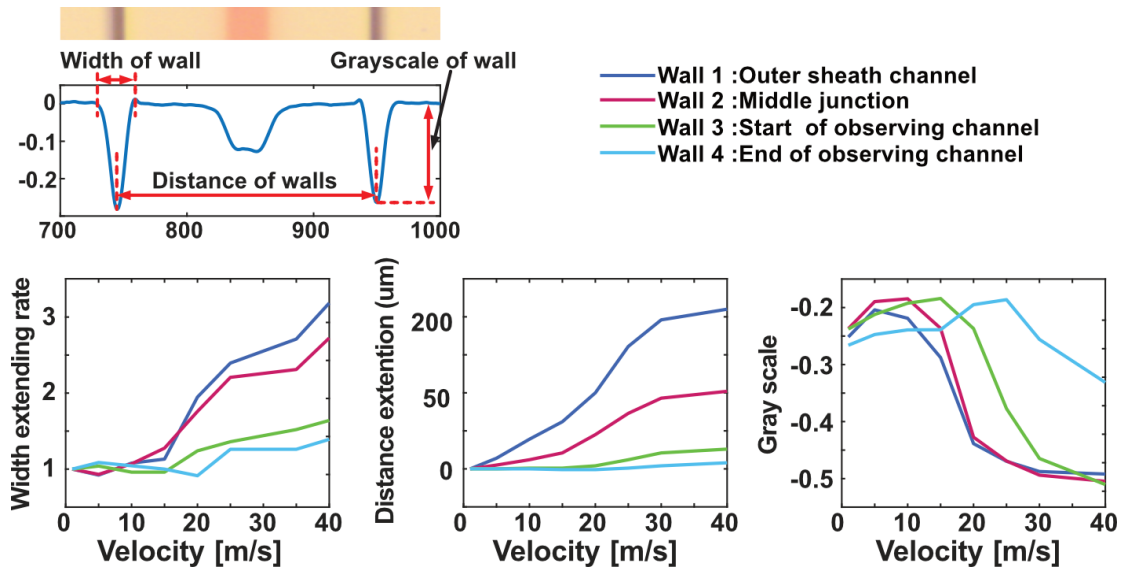 Width of wall
Grayscale of wall
0
-0.1
-0.2
Distance of walls
700
800
900
1000
Wall 1 :Outer sheath channel
Wall 2 :Middle junction
Wall 3 :Start of observing channel
Wall 4 :End of observing channel
Width extending rate
3
2
1
0
10
20
30
40
Velocity [m/s]
Distance extention (um)
200
50
0
0
10
20
30
40
Velocity [m/s]
Gray scale
-0.2
-0.3
-0.4
-0.5
0
10
20
30
40
Velocity [m/s]